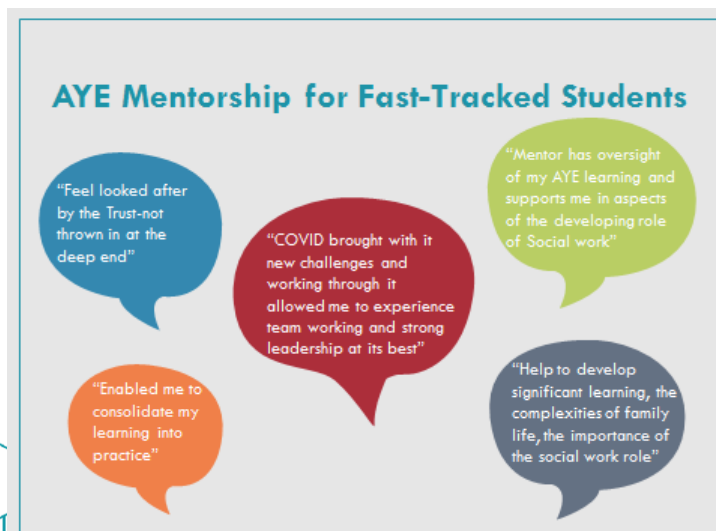 AYE Mentorship for Fast-Tracked Students
“Feel looked after
by the Trust-not
thrown in at the
deep end”
“COVID brought with it
new challenges and
working through it
allowed me to experience
team working and strong
leadership at its best”
“Mentor has oversight
of my AYE learning and
supports me in aspects
of the developing role
of Social work”
“Enabled me to
consolidate my
learning into
practice”
“Help to develop
significant learning, the
complexities of family
life, the importance of
the social work role”